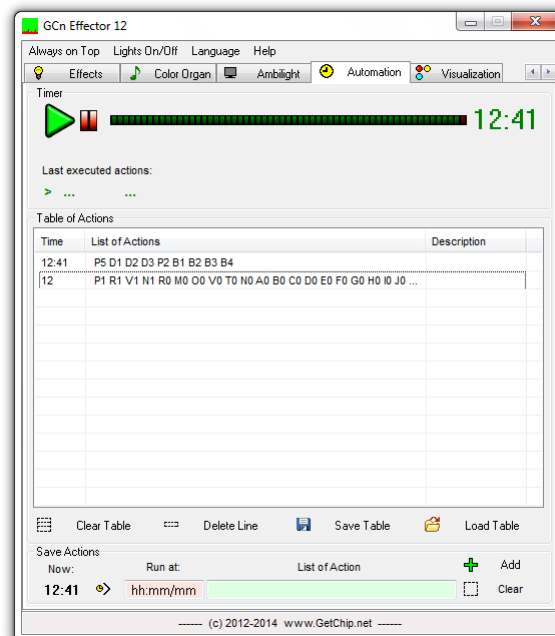 GCn Effector 12
Always on Top Lights On/Off Language Help
Effects Color Organ Ambilight Automation Visualization
Timer
12:41
Last executed actions:
> ... ...
Table of Actions
Time List of Actions Description
12:41 P5 D1 D2 D3 P2 B1 B2 B3 B4
12 P1 R1 V1 N1 R0 M0 O0 V0 T0 N0 A0 B0 C0 D0 E0 F0 G0 H0 I0 J0 ...
Clear Table Delete Line Save Table Load Table
Save Actions
Now: Run at: List of Action Add
12:41 hh:mm/mm Clear
------ (c) 2012-2014 www.GetChip.net ------